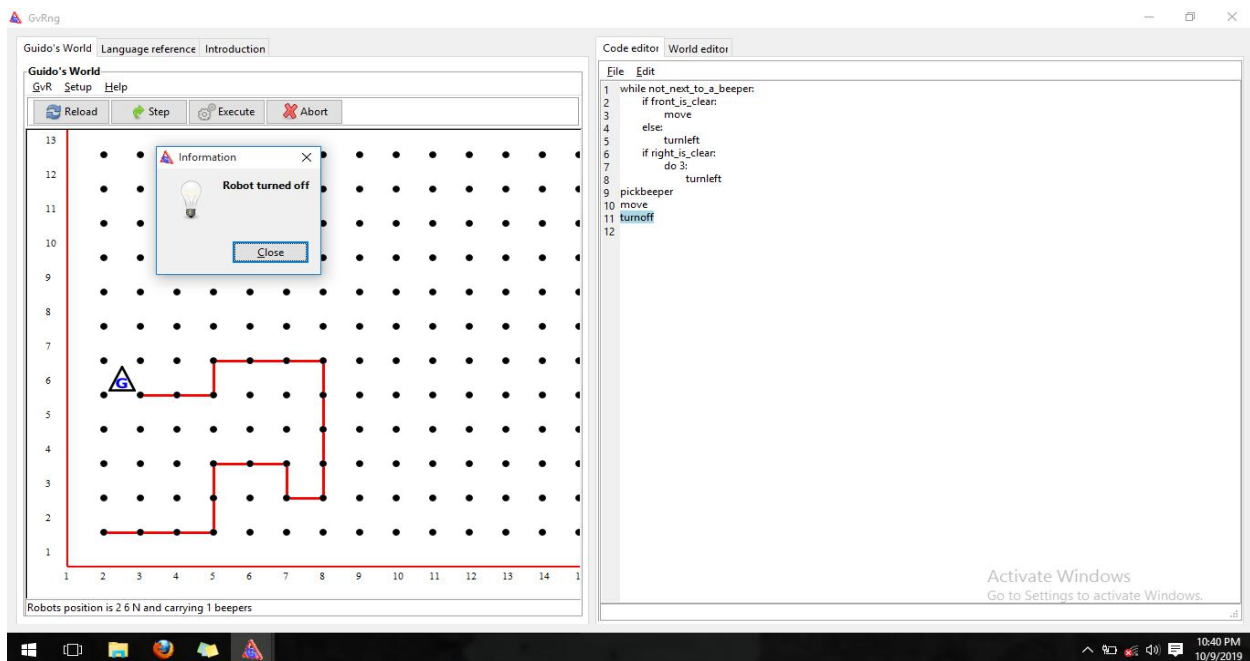 GvRng
Guido's World Language reference Introduction
Guido's World
GvR Setup Help
Reload Step Execute Abort
13
12
11
10
9
8
7
6
5
4
3
2
1
1 2 3 4 5 6 7 8 9 10 11 12 13 14 1
G
Information
Robot turned off
Close
Robots position is 2 6 N and carrying 1 beepers
Code editor World editor
File Edit
1 while not_next_to_a_beeper:
2 if front_is_clear:
3 move
4 else:
5 turnleft
6 if right_is_clear:
7 do 3:
8 turnleft
9 pickbeeper
10 move
11 turnoff
12
Activate Windows
Go to Settings to activate Windows.
10:40 PM
10/9/2019